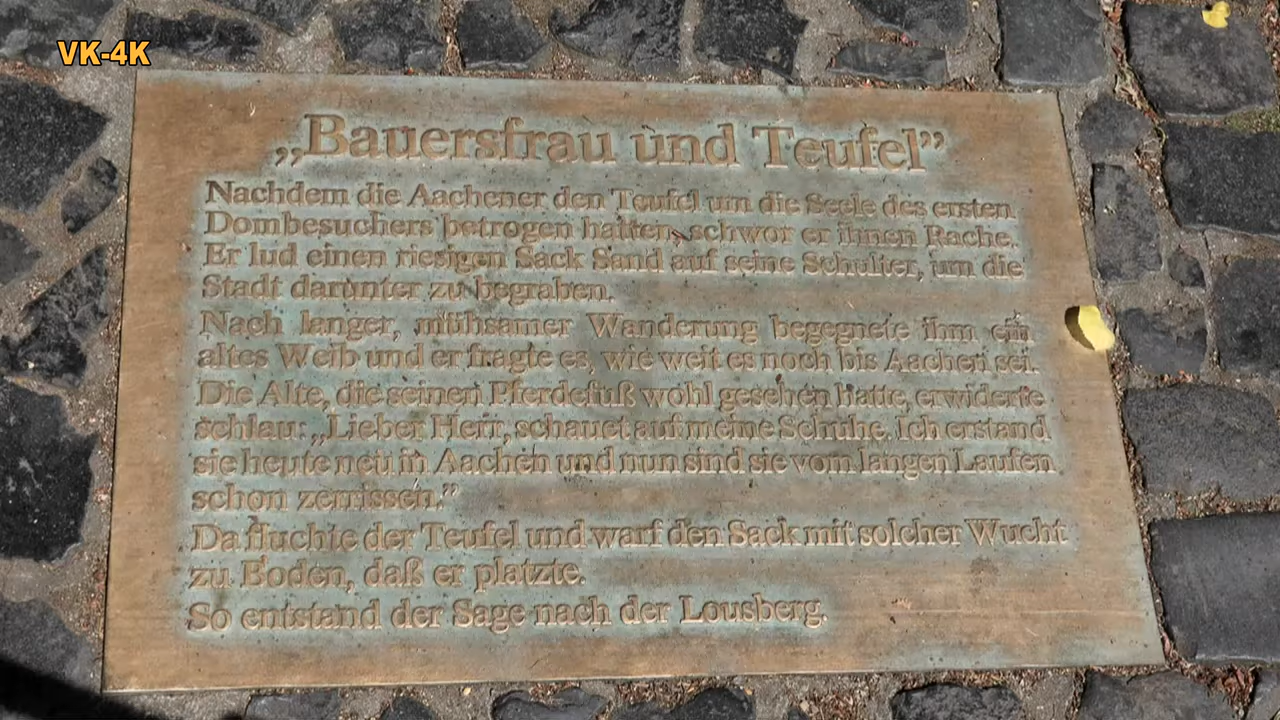 VK-4K
„Bauersfrau und Teufel”
Nachdem die Aachener den Teufel um die Seele des ersten
Dombesuchers betrogen hatten, schwor er ihnen Rache.
Er lud einen riesigen Sack Sand auf seine Schulter, um die
Stadt darunter zu begraben.
Nach langer, mühsamer Wanderung begegnete ihm ein
altes Weib und er fragte es, wie weit es noch bis Aachen sei.
Die Alte, die seinen Pferdefuß wohl gesehen hatte, erwiderte
schlau: „Lieber Herr, schauet auf meine Schuhe. Ich erstand
sie heute neu in Aachen und nun sind sie vom langen Laufen
schon zerrissen.”
Da fluchte der Teufel und warf den Sack mit solcher Wucht
zu Boden, daß er platzte.
So entstand der Sage nach der Lousberg.